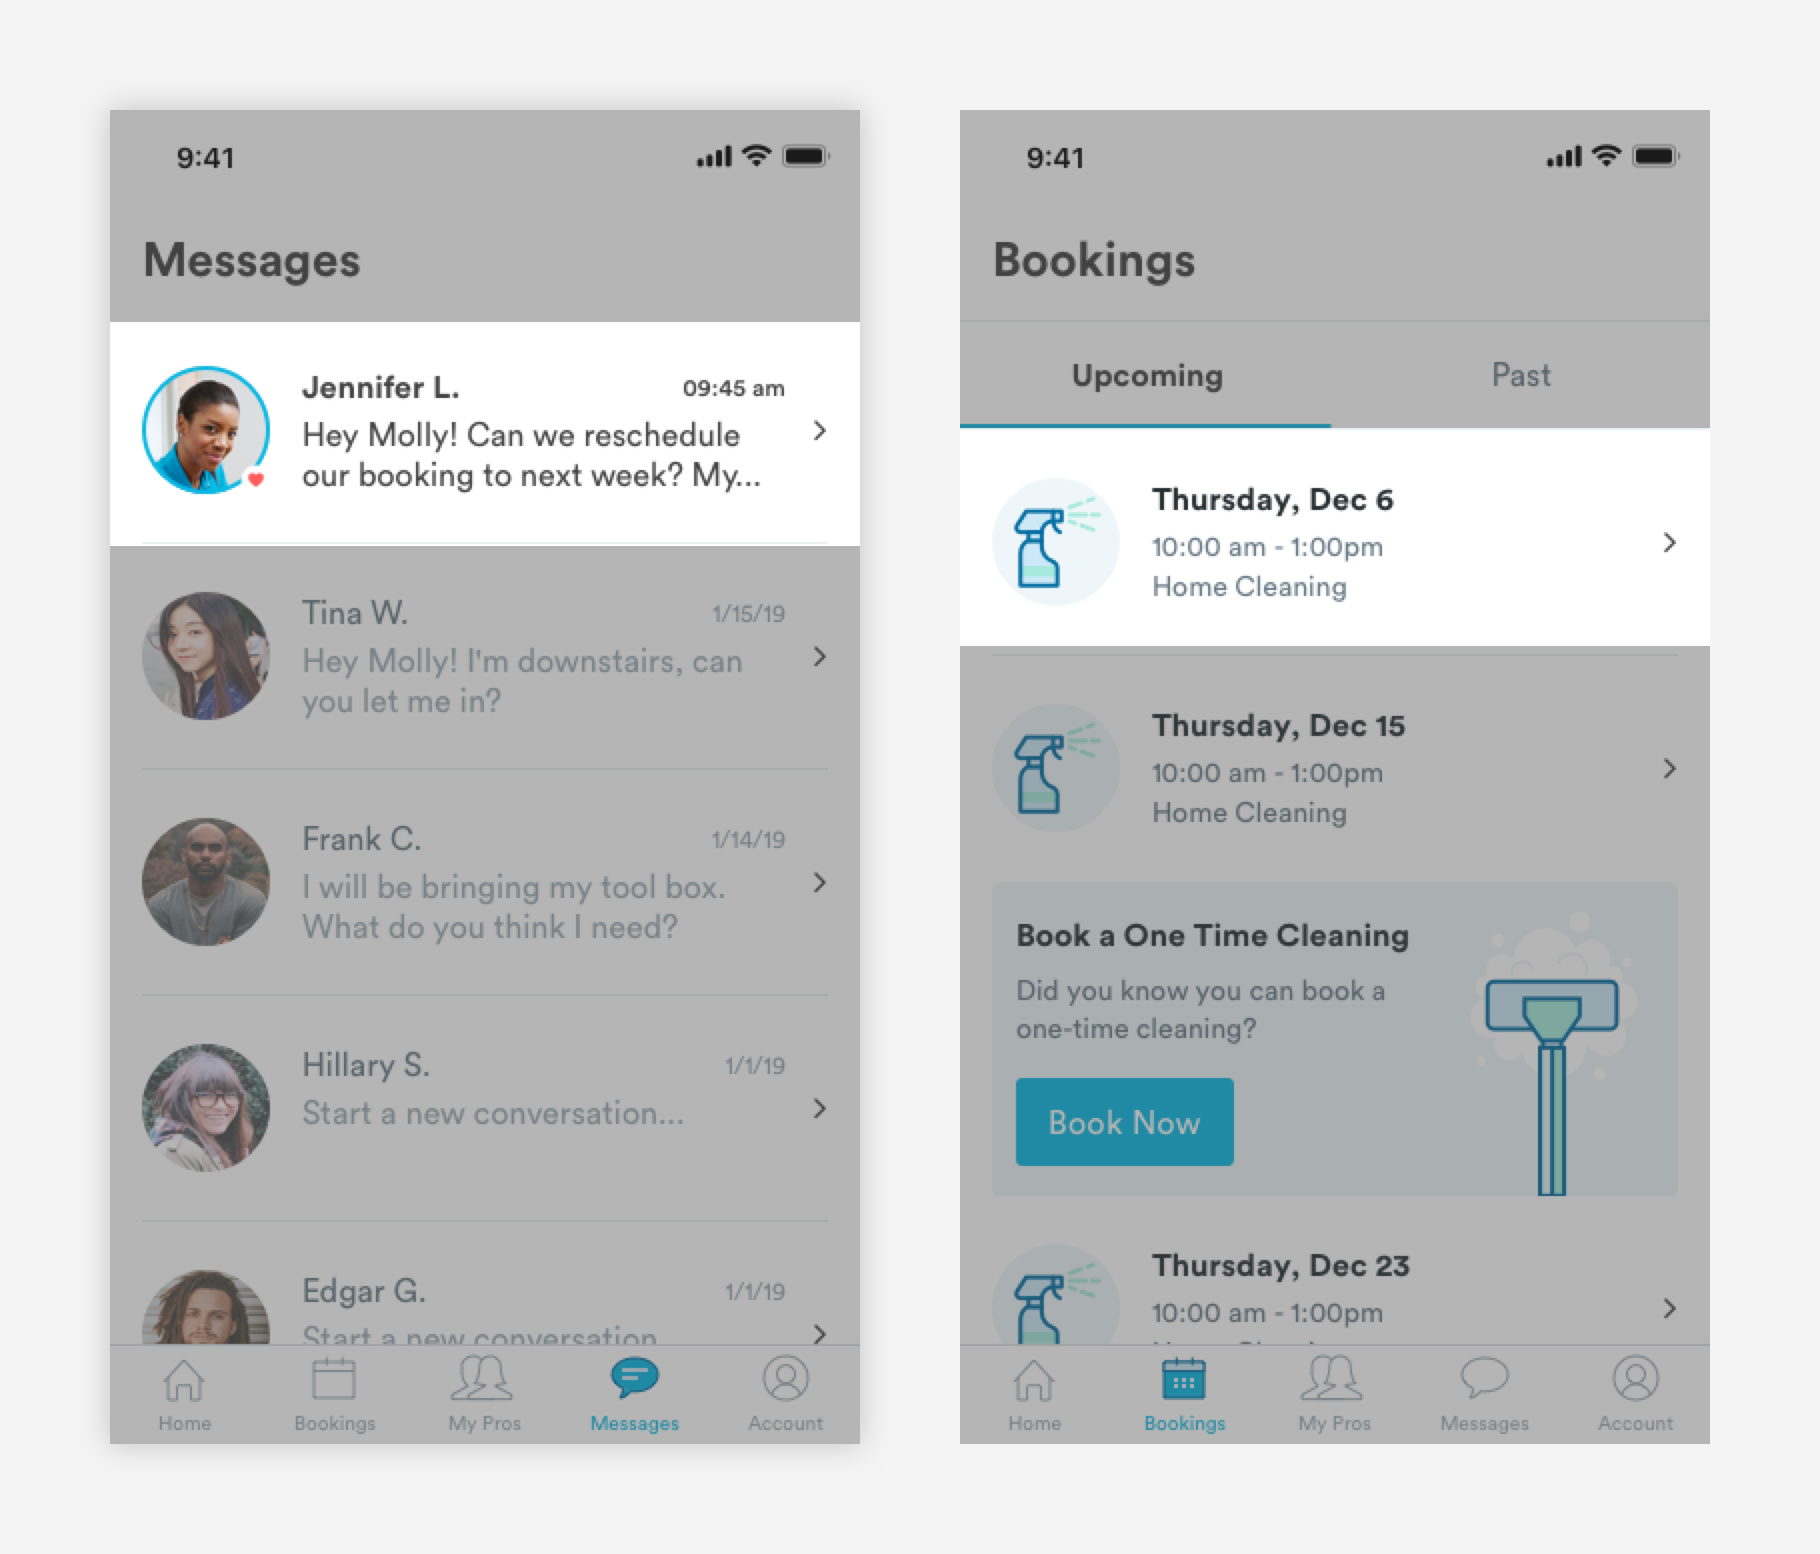 9:41
Messages
Jennifer L.
09:45 am
Hey Molly! Can we reschedule
our booking to next week? My...
Tina W.
1/15/19
Hey Molly! I'm downstairs, can
you let me in?
Frank C.
1/14/19
I will be bringing my tool box.
What do you think I need?
Hillary S.
1/1/19
Start a new conversation...
Edgar G.
1/1/19
Start a new conversation
Home
Bookings
My Pros
Messages
Account
9:41
Bookings
Upcoming
Past
Thursday, Dec 6
10:00 am - 1:00pm
Home Cleaning
Thursday, Dec 15
10:00 am - 1:00pm
Home Cleaning
Book a One Time Cleaning
Did you know you can book a
one-time cleaning?
Book Now
Thursday, Dec 23
10:00 am - 1:00pm
Home
Bookings
My Pros
Messages
Account